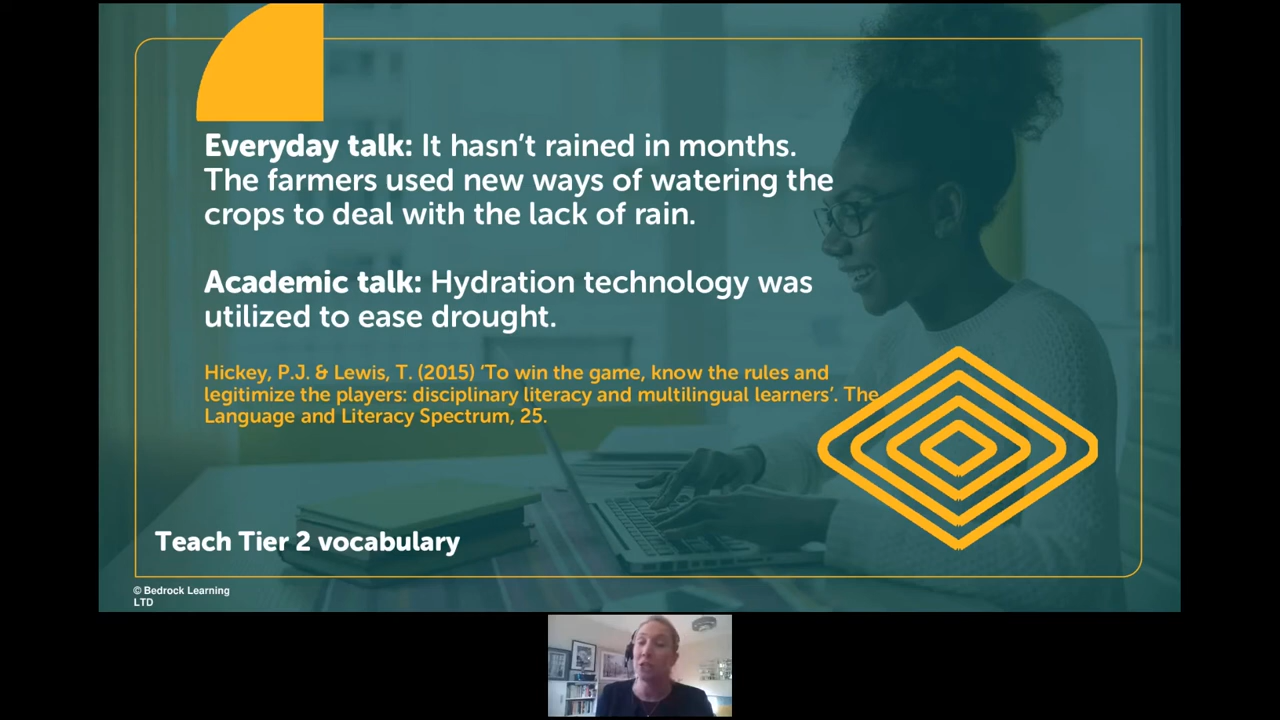 Everyday talk: It hasn’t rained in months.
The farmers used new ways of watering the
crops to deal with the lack of rain.
Academic talk: Hydration technology was
utilized to ease drought.
Hickey, P.J. & Lewis, T. (2015) ‘To win the game, know the rules and
legitimize the players: disciplinary literacy and multilingual learners’. The
Language and Literacy Spectrum, 25.
Teach Tier 2 vocabulary
© Bedrock Learning
LTD